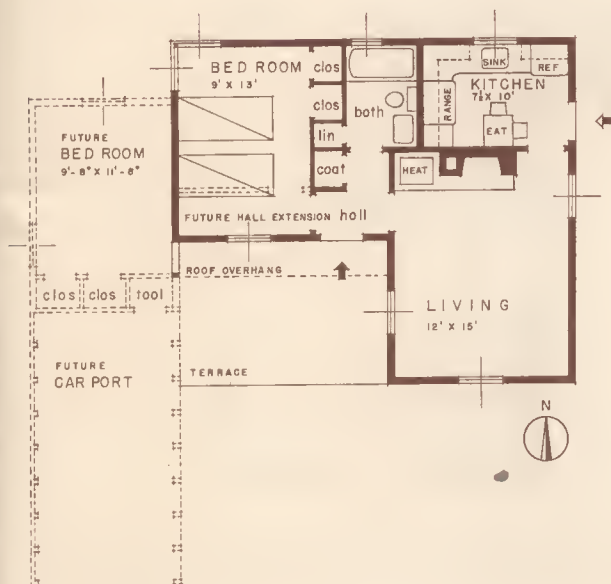 BED ROOM
9' X 13'
clos
clos
lin
coat
both
SINK
REF
KITCHEN
7½ X 10'
RANGE
EAT
HEAT
FUTURE
BED ROOM
9'-8" X 11'-8"
FUTURE HALL EXTENSION hall
ROOF OVERHANG
clos clos tool
LIVING
12' X 15'
FUTURE
CAR PORT
TERRACE
N